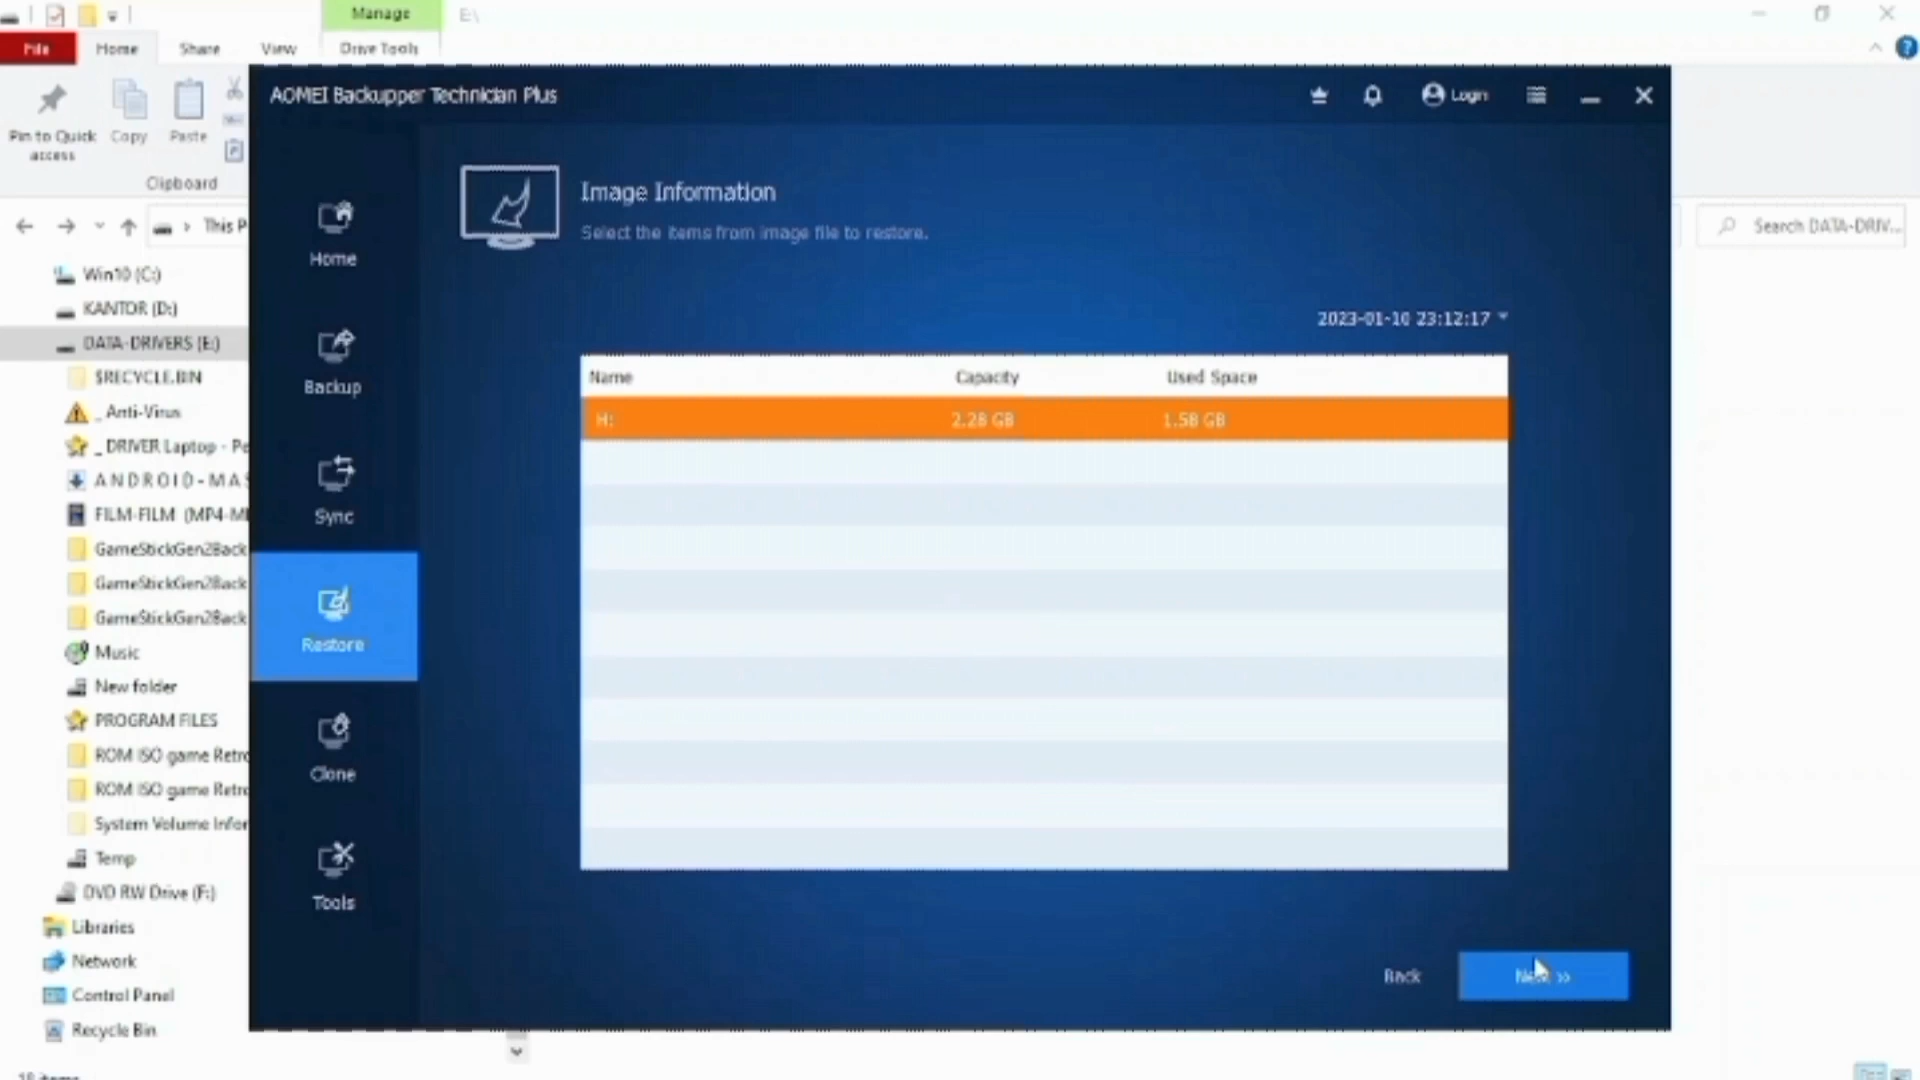 Manage
E:\
File
Home
Share
View
Drive Tools
AOMEI Backupper Technician Plus
Login
Pin to Quick
access
Copy
Paste
Clipboard
Image Information
Select the items from image file to restore.
This P
Search DATA-DRIV...
Home
Win10 (C:)
KANTOR (D:)
DATA-DRIVERS (E:)
2023-01-10 23:12:17
$RECYCLE.BIN
Name
Capacity
Used Space
Backup
_ Anti-Virus
H:
2.28 GB
1.58 GB
_ DRIVER Laptop - Pe
A N D R O I D - M A S
Sync
FILM-FILM (MP4-M
GameStickGen2Back
GameStickGen2Back
GameStickGen2Back
Restore
Music
New folder
PROGRAM FILES
ROM ISO game Retro
Clone
ROM ISO game Retro
System Volume Infor
Temp
Tools
DVD RW Drive (F:)
Libraries
Network
Back
Next >>
Control Panel
Recycle Bin